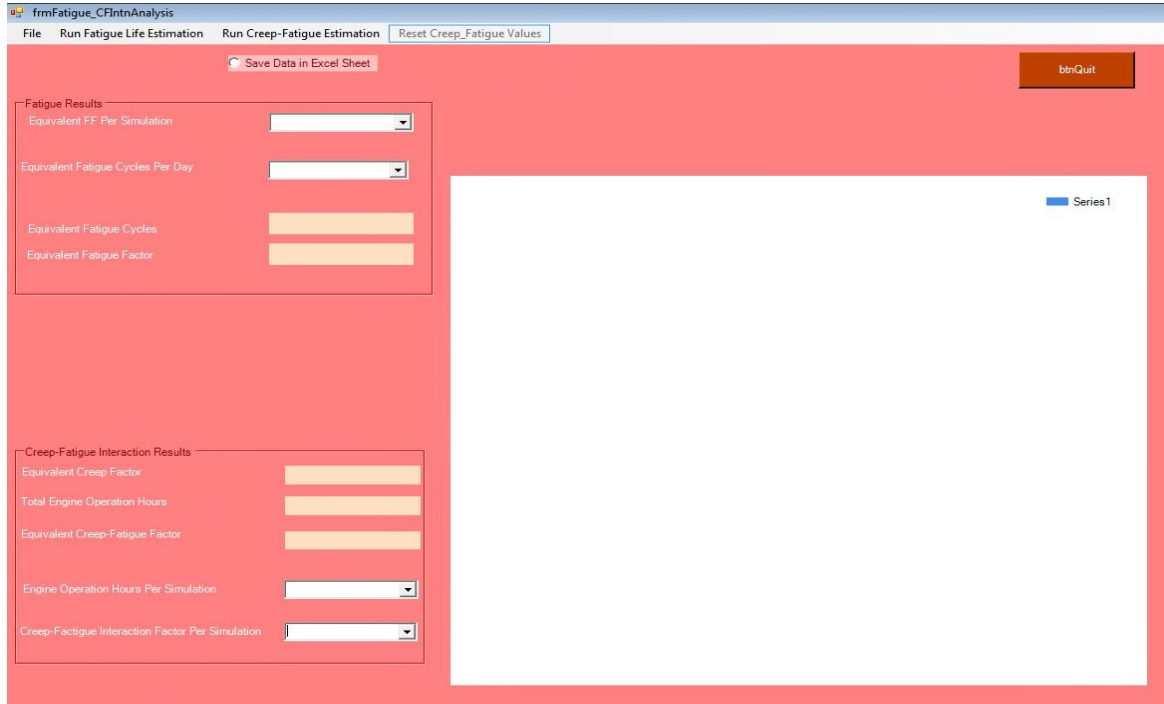 frmFatigue_CFIntnAnalysis
File Run Fatigue Life Estimation Run Creep-Fatigue Estimation Reset Creep_Fatigue Values
Save Data in Excel Sheet
btnQuit
Fatigue Results
Equivalent FF Per Simulation
Equivalent Fatigue Cycles Per Day
Equivalent Fatigue Cycles
Equivalent Fatigue Factor
Series1
Creep-Fatigue Interaction Results
Equivalent Creep Factor
Total Engine Operation Hours
Equivalent Creep-Fatigue Factor
Engine Operation Hours Per Simulation
Creep-Factigue Interaction Factor Per Simulation